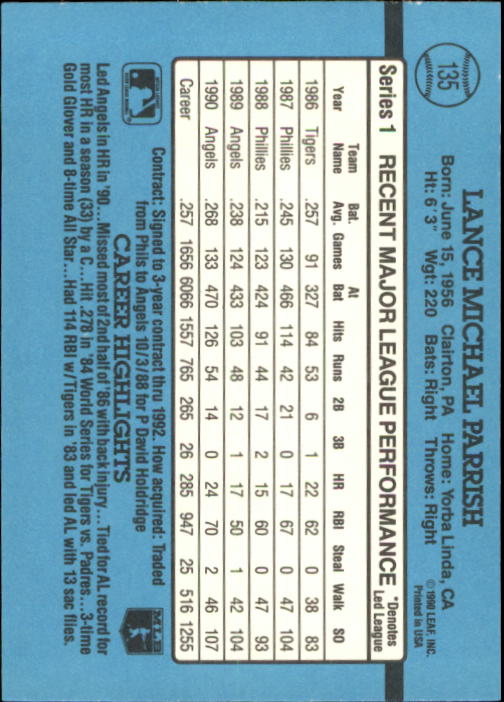 135
LANCE MICHAEL PARRISH
Born: June 15, 1956 Clairton, PA Home: Yorba Linda, CA
Ht: 6'3" Wgt: 220 Bats: Right Throws: Right
© 1990 LEAF, INC.
Printed in USA
Series 1 RECENT MAJOR LEAGUE PERFORMANCE *Denotes Led League
Year Team Name Bat. Avg. Games At Bat Hits Runs 2B 3B HR RBI Steal Walk SO
1986 Tigers .257 91 327 84 53 6 1 22 62 0 38 83
1987 Phillies .245 130 466 114 42 21 0 17 67 0 47 104
1988 Phillies .215 123 424 91 44 17 2 15 60 0 47 93
1989 Angels .238 124 433 103 48 12 1 17 50 1 42 104
1990 Angels .268 133 470 126 54 14 0 24 70 2 46 107
Career .257 1656 6066 1557 765 265 26 285 947 25 516 1255
Contract: Signed to 3-year contract thru 1992. How acquired: Traded
from Phils to Angels 10/3/88 for P David Holdridge
CAREER HIGHLIGHTS
MLB
Led Angels in HR in '90...Missed most of 2nd half of '86 with back injury...Tied for AL record for
most HR in a season (33) by a C...Hit .278 in '84 World Series for Tigers vs. Padres...3-time
Gold Glover and 8-time All Star...Had 114 RBI w/Tigers in '83 and led AL with 13 sac flies.